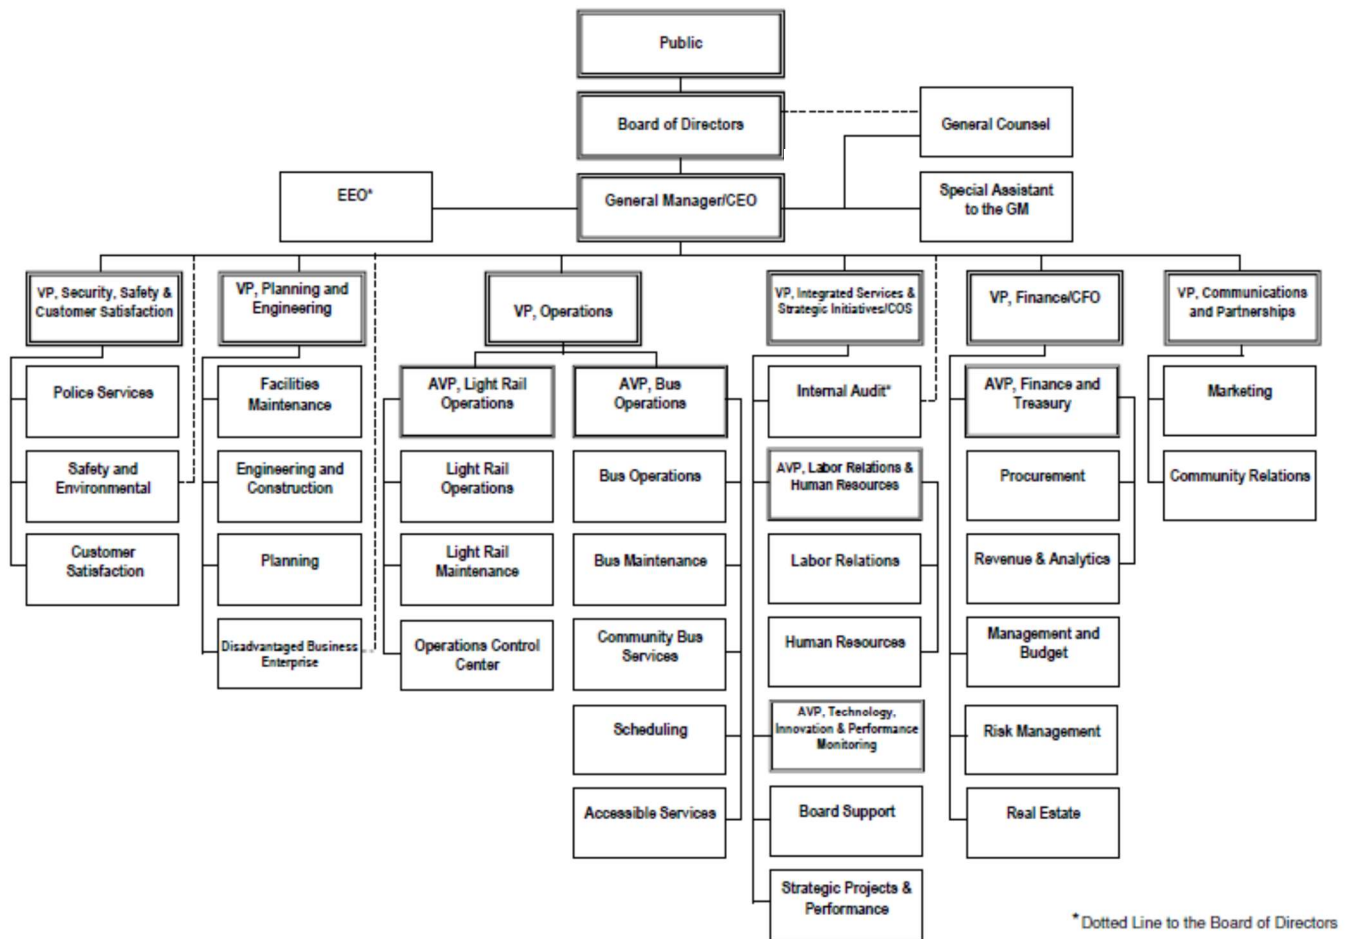 Public
Board of Directors
General Counsel
EEO*
General Manager/CEO
Special Assistant
to the GM
VP, Security, Safety &
Customer Satisfaction
VP, Planning and
Engineering
VP, Operations
VP, Integrated Services &
Strategic Initiatives/COS
VP, Finance/CFO
VP, Communications
and Partnerships
Police Services
Safety and
Environmental
Customer
Satisfaction
Facilities
Maintenance
Engineering and
Construction
Planning
Disadvantaged Business
Enterprise
AVP, Light Rail
Operations
Light Rail
Operations
Light Rail
Maintenance
Operations Control
Center
AVP, Bus
Operations
Bus Operations
Bus Maintenance
Community Bus
Services
Scheduling
Accessible Services
Internal Audit*
AVP, Labor Relations &
Human Resources
Labor Relations
Human Resources
AVP, Technology,
Innovation & Performance
Monitoring
Board Support
Strategic Projects &
Performance
AVP, Finance and
Treasury
Procurement
Revenue & Analytics
Management and
Budget
Risk Management
Real Estate
Marketing
Community Relations
*Dotted Line to the Board of Directors